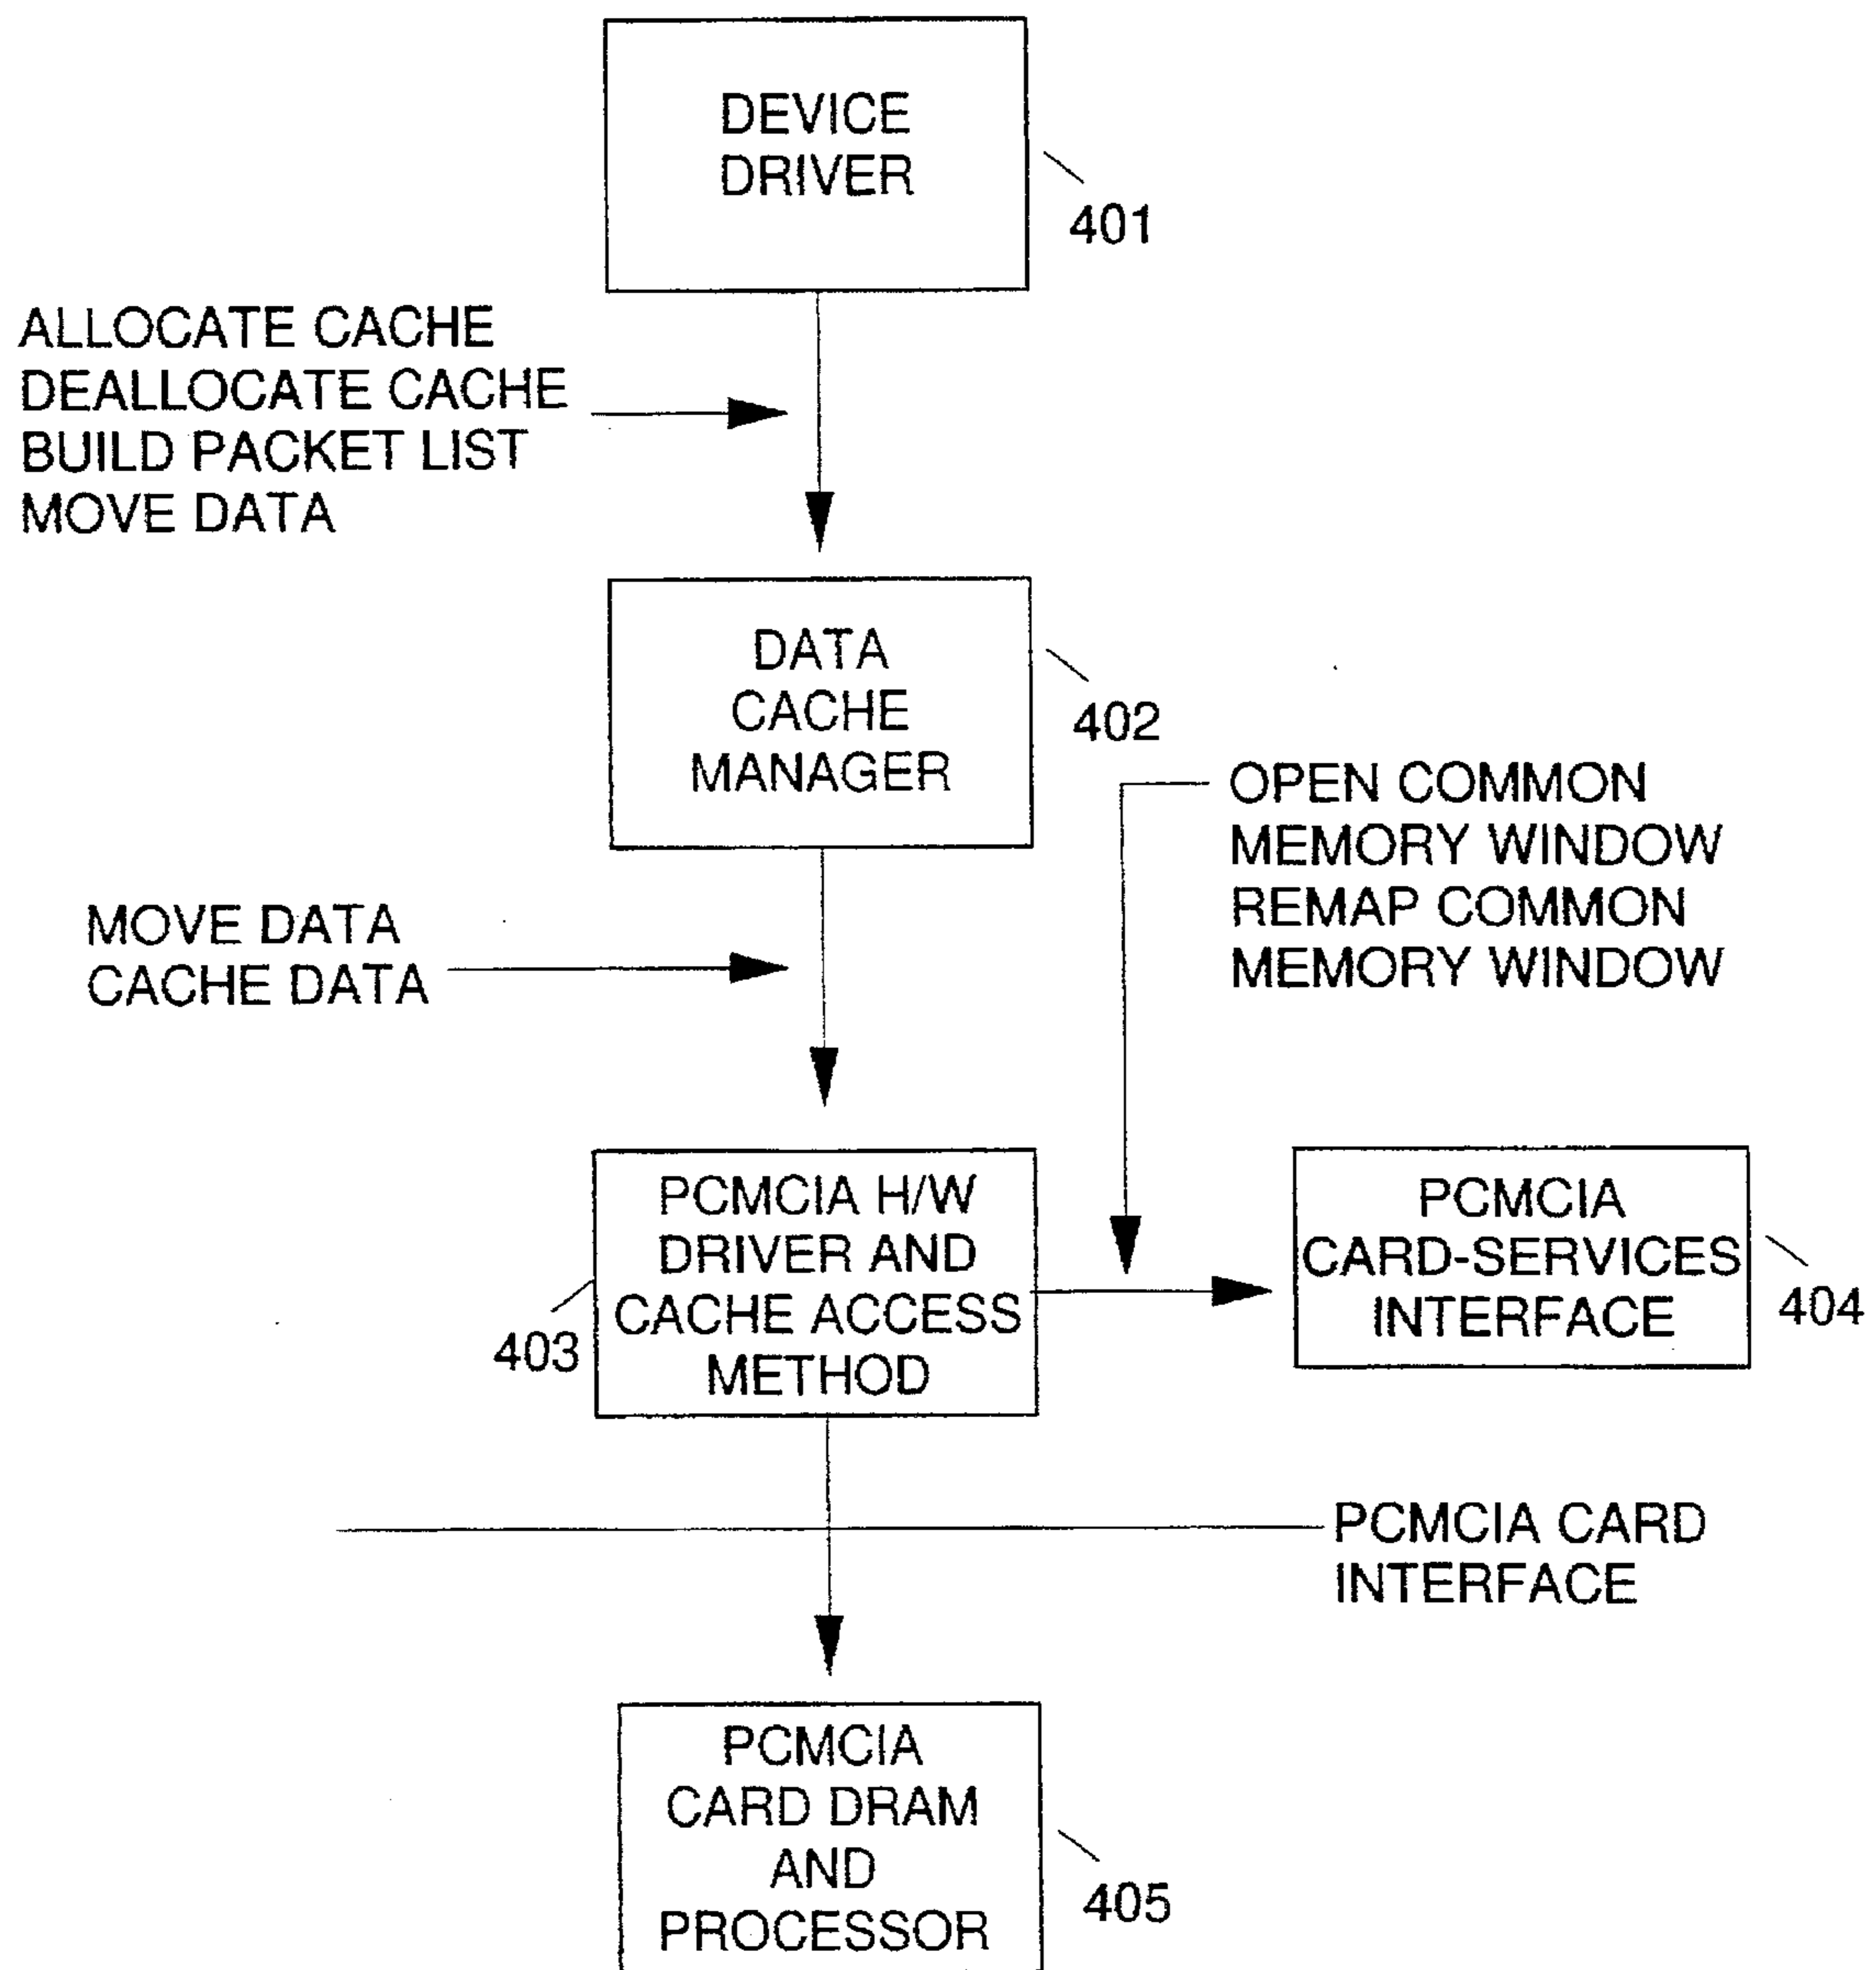 DEVICE
DRIVER
401
ALLOCATE CACHE
DEALLOCATE CACHE
BUILD PACKET LIST
MOVE DATA
DATA
CACHE
MANAGER
402
OPEN COMMON
MEMORY WINDOW
REMAP COMMON
MEMORY WINDOW
MOVE DATA
CACHE DATA
PCMCIA H/W
DRIVER AND
CACHE ACCESS
METHOD
403
PCMCIA
CARD-SERVICES
INTERFACE
404
PCMCIA CARD
INTERFACE
PCMCIA
CARD DRAM
AND
PROCESSOR
405